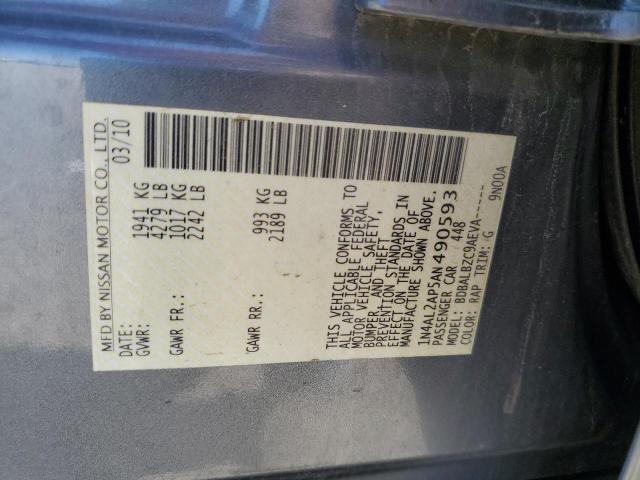 MFD BY NISSAN MOTOR CO., LTD.
DATE: 03/10
GVWR: 1941 KG
4279 LB
GAWR FR.: 1017 KG
2242 LB
GAWR RR.: 993 KG
2189 LB
THIS VEHICLE CONFORMS TO
ALL APPLICABLE FEDERAL
MOTOR VEHICLE SAFETY,
BUMPER, AND THEFT
PREVENTION STANDARDS IN
EFFECT ON THE DATE OF
MANUFACTURE SHOWN ABOVE.
1N4AL2AP5AN490593
PASSENGER CAR 448
MODEL: BDBALBZC9AEVA-----
COLOR: RAP TRIM: G 9N00A